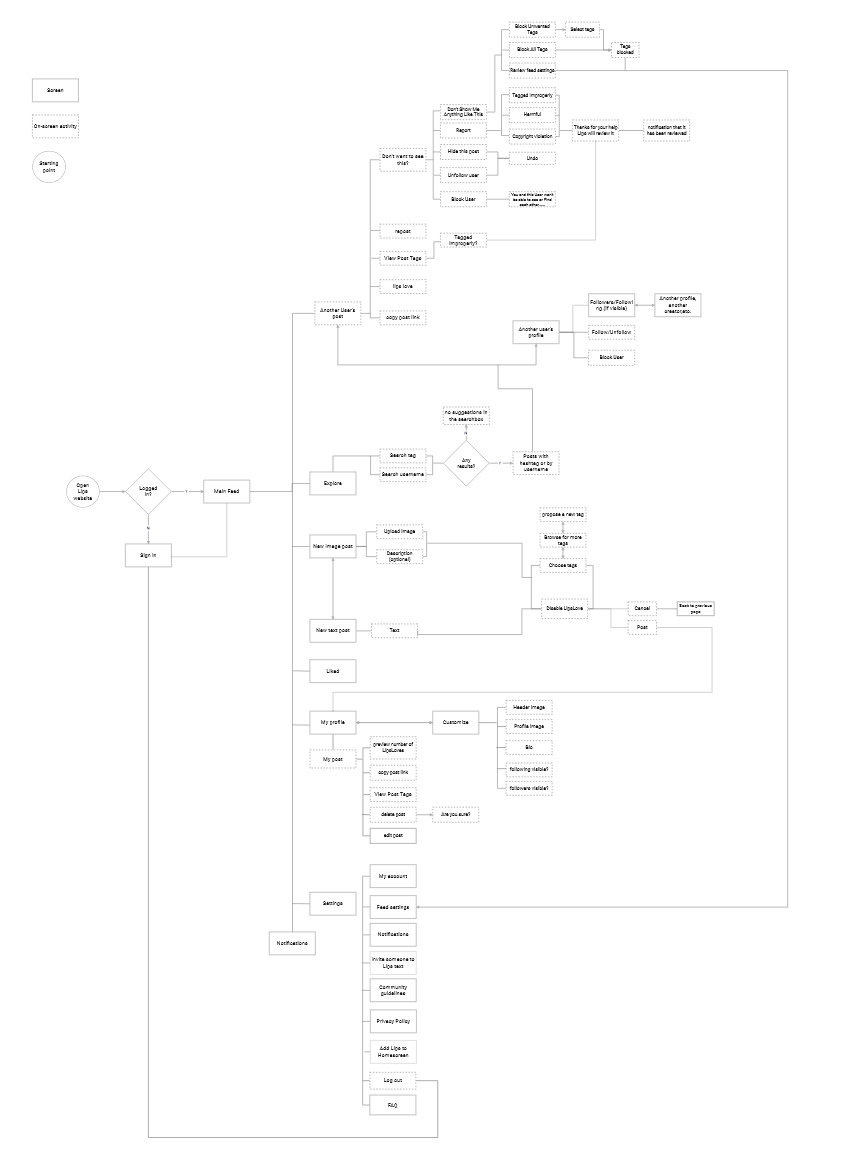 Screen
On-screen activity
Starting
point
Block Unwanted
Tags
Select tags
Block All Tags
Tags
blocked
Review feed settings
Don't Show Me
Anything Like This
Tagged improperly
Harmful
Copyright violation
Report
Thanks for your help
Lips will review it
notification that it
has been reviewed
Don't want to see
this?
Hide this post
Unfollow user
Undo
Block User
You and this User won't
be able to see or find
each other....
repost
View Post Tags
Tagged
improperly?
lips love
copy post link
Another User's
post
Another user's
profile
Followers/Followi
ng (if visible)
Another profile,
another
creator,etc.
Follow/Unfollow
Block User
no suggestions in
the searchbox
N
Search tag
Search username
Any
results?
Y
Posts with
hashtag or by
username
Explore
Open
Lips
website
Logged
in?
Y
Main Feed
N
Sign in
propose a new tag
Browse for more
tags
Choose tags
Upload image
Description
(optional)
New image post
New text post
Text
Disable LipsLove
Cancel
Back to previous
page
Post
Liked
My profile
Customize
Header image
Profile image
Bio
following visible?
followers visible?
My post
preview number of
LipsLoves
copy post link
View Post Tags
delete post
Are you sure?
edit post
Settings
Notifications
My account
Feed settings
Notifications
Invite someone to
Lips text
Community
guidelines
Privacy Policy
Add Lips to
Homescreen
Log out
FAQ